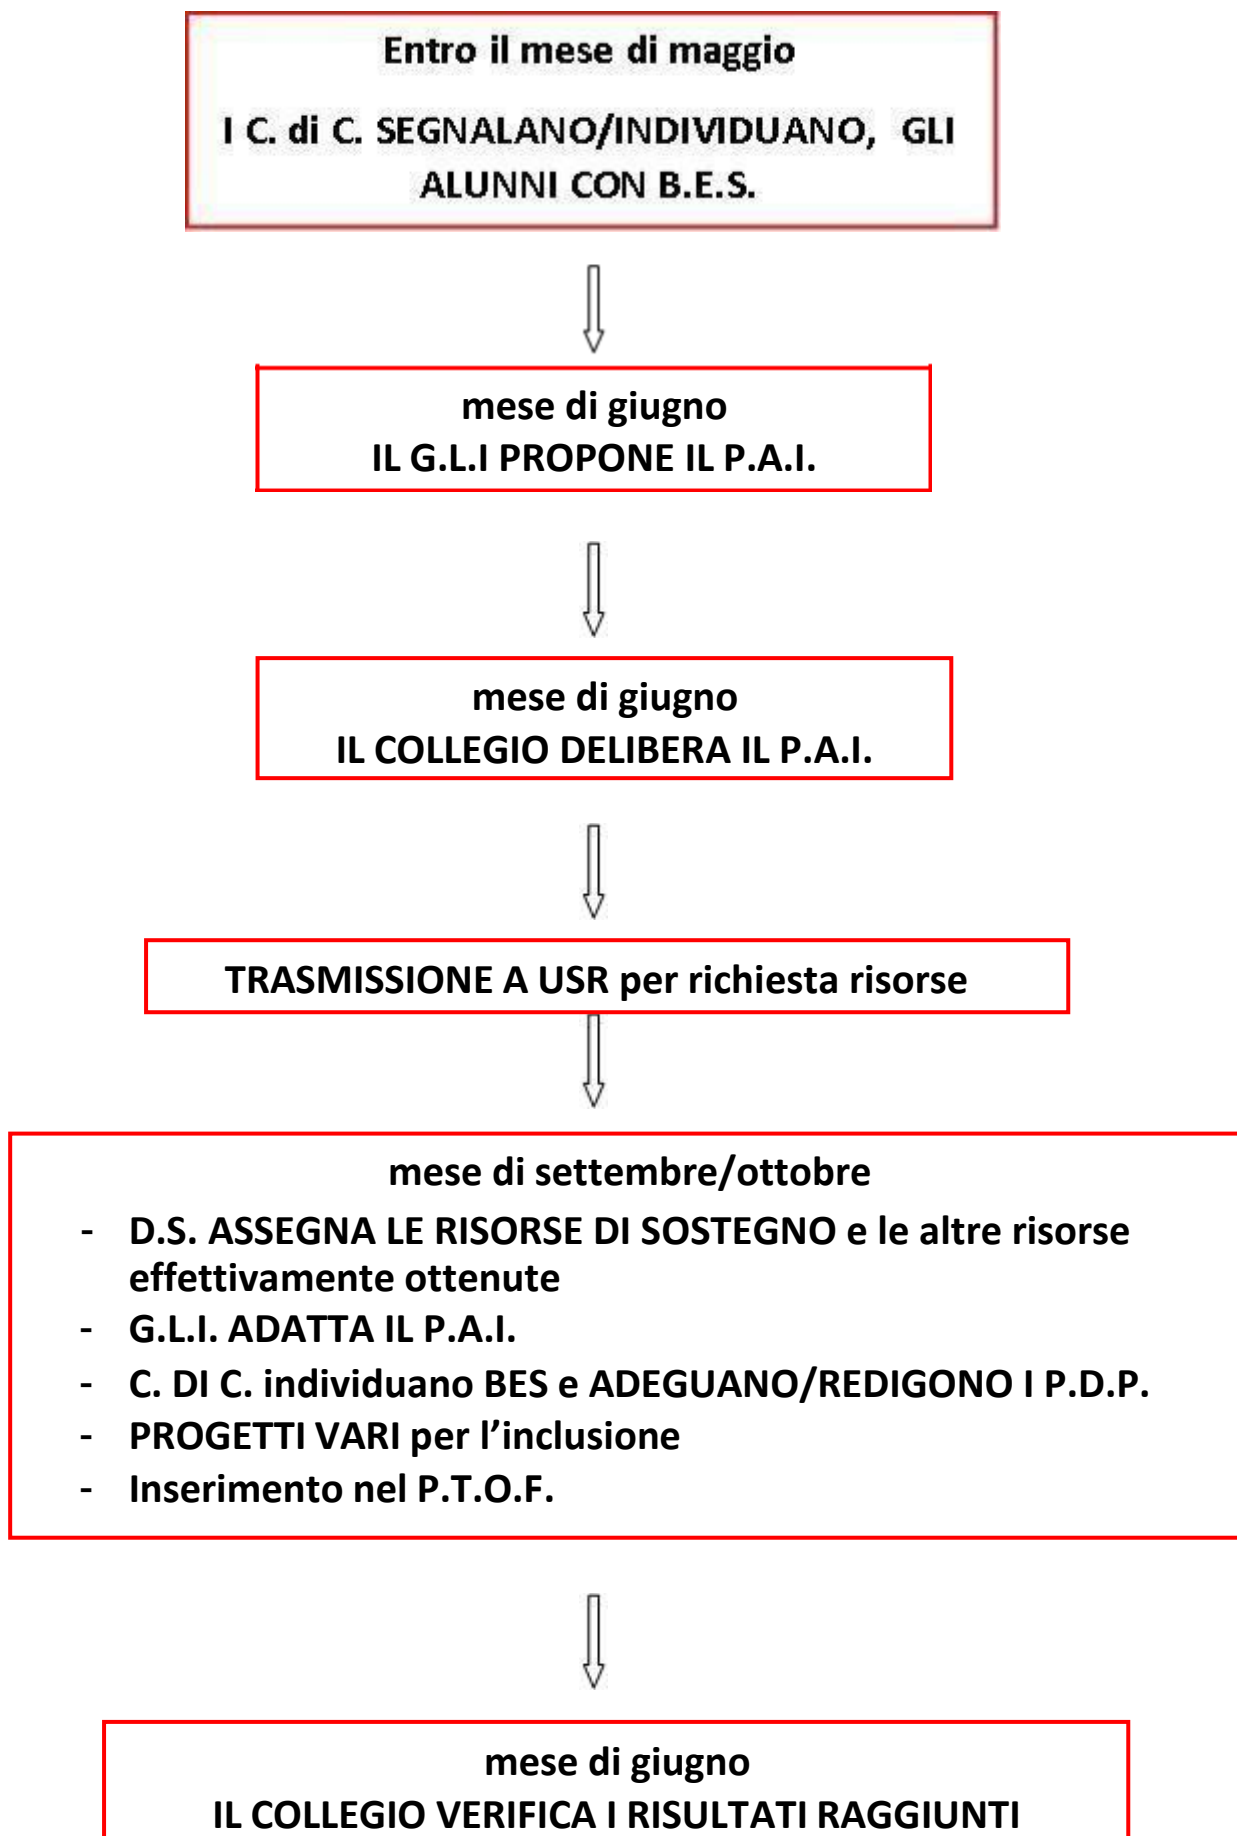 Entro il mese di maggio
I C. di C. SEGNALANO/INDIVIDUANO, GLI
ALUNNI CON B.E.S.
mese di giugno
IL G.L.I PROPONE IL P.A.I.
mese di giugno
IL COLLEGIO DELIBERA IL P.A.I.
TRASMISSIONE A USR per richiesta risorse
mese di settembre/ottobre
- D.S. ASSEGNA LE RISORSE DI SOSTEGNO e le altre risorse
effettivamente ottenute
- G.L.I. ADATTA IL P.A.I.
- C. DI C. individuano BES e ADEGUANO/REDIGONO I P.D.P.
- PROGETTI VARI per l’inclusione
- Inserimento nel P.T.O.F.
mese di giugno
IL COLLEGIO VERIFICA I RISULTATI RAGGIUNTI